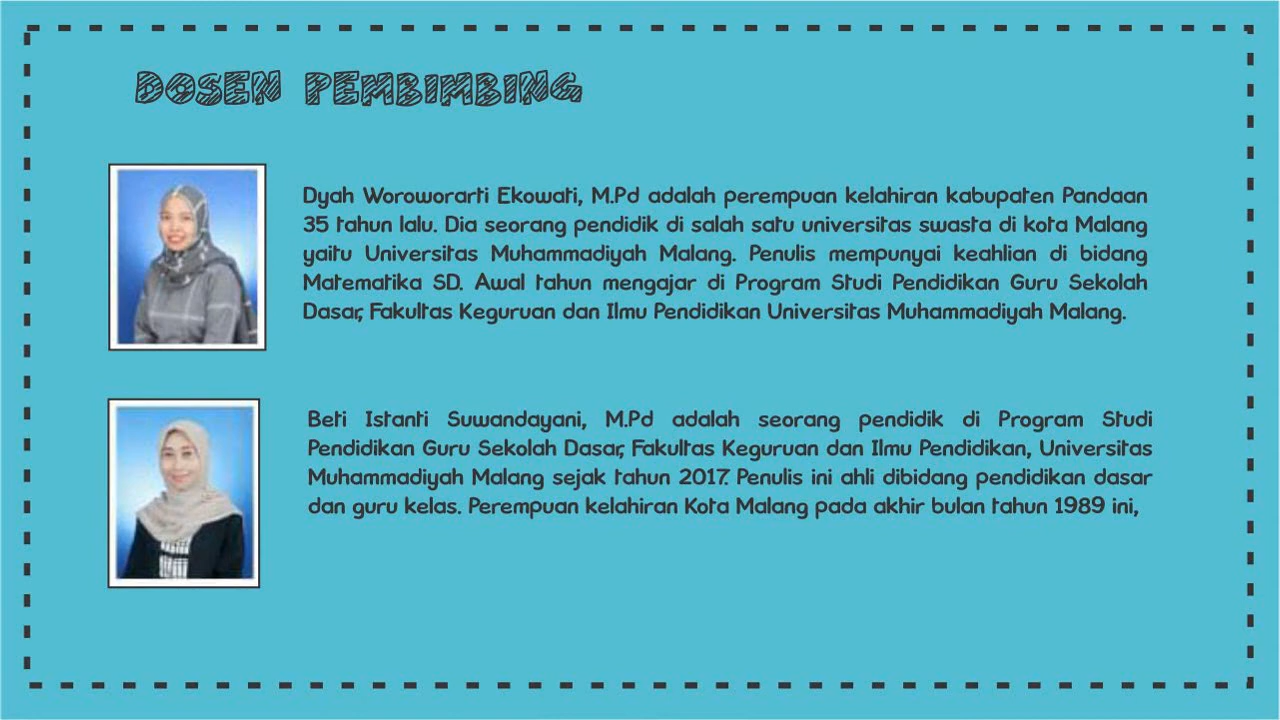 DOSEN PEMBIMBING
Dyah Woroworarti Ekowati, M.Pd adalah perempuan kelahiran kabupaten Pandaan
35 tahun lalu. Dia seorang pendidik di salah satu universitas swasta di kota Malang
yaitu Universitas Muhammadiyah Malang. Penulis mempunyai keahlian di bidang
Matematika SD. Awal tahun mengajar di Program Studi Pendidikan Guru Sekolah
Dasar, Fakultas Keguruan dan Ilmu Pendidikan Universitas Muhammadiyah Malang.
Beti Istanti Suwandayani, M.Pd adalah seorang pendidik di Program Studi
Pendidikan Guru Sekolah Dasar, Fakultas Keguruan dan Ilmu Pendidikan, Universitas
Muhammadiyah Malang sejak tahun 2017. Penulis ini ahli dibidang pendidikan dasar
dan guru kelas. Perempuan kelahiran Kota Malang pada akhir bulan tahun 1989 ini,